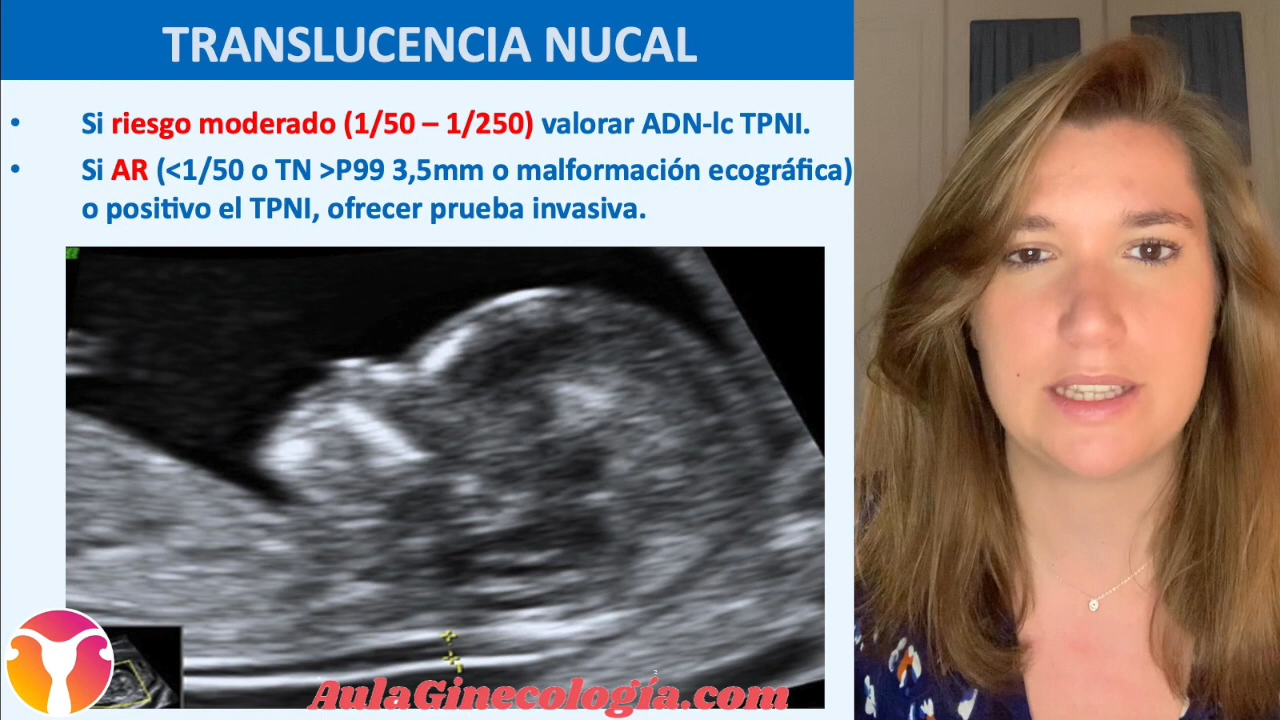 TRANSLUCENCIA NUCAL
• Si riesgo moderado (1/50 – 1/250) valorar ADN-lc TPNI.
• Si AR (<1/50 o TN >P99 3,5mm o malformación ecográfica)
o positivo el TPNI, ofrecer prueba invasiva.
AulaGinecología.com